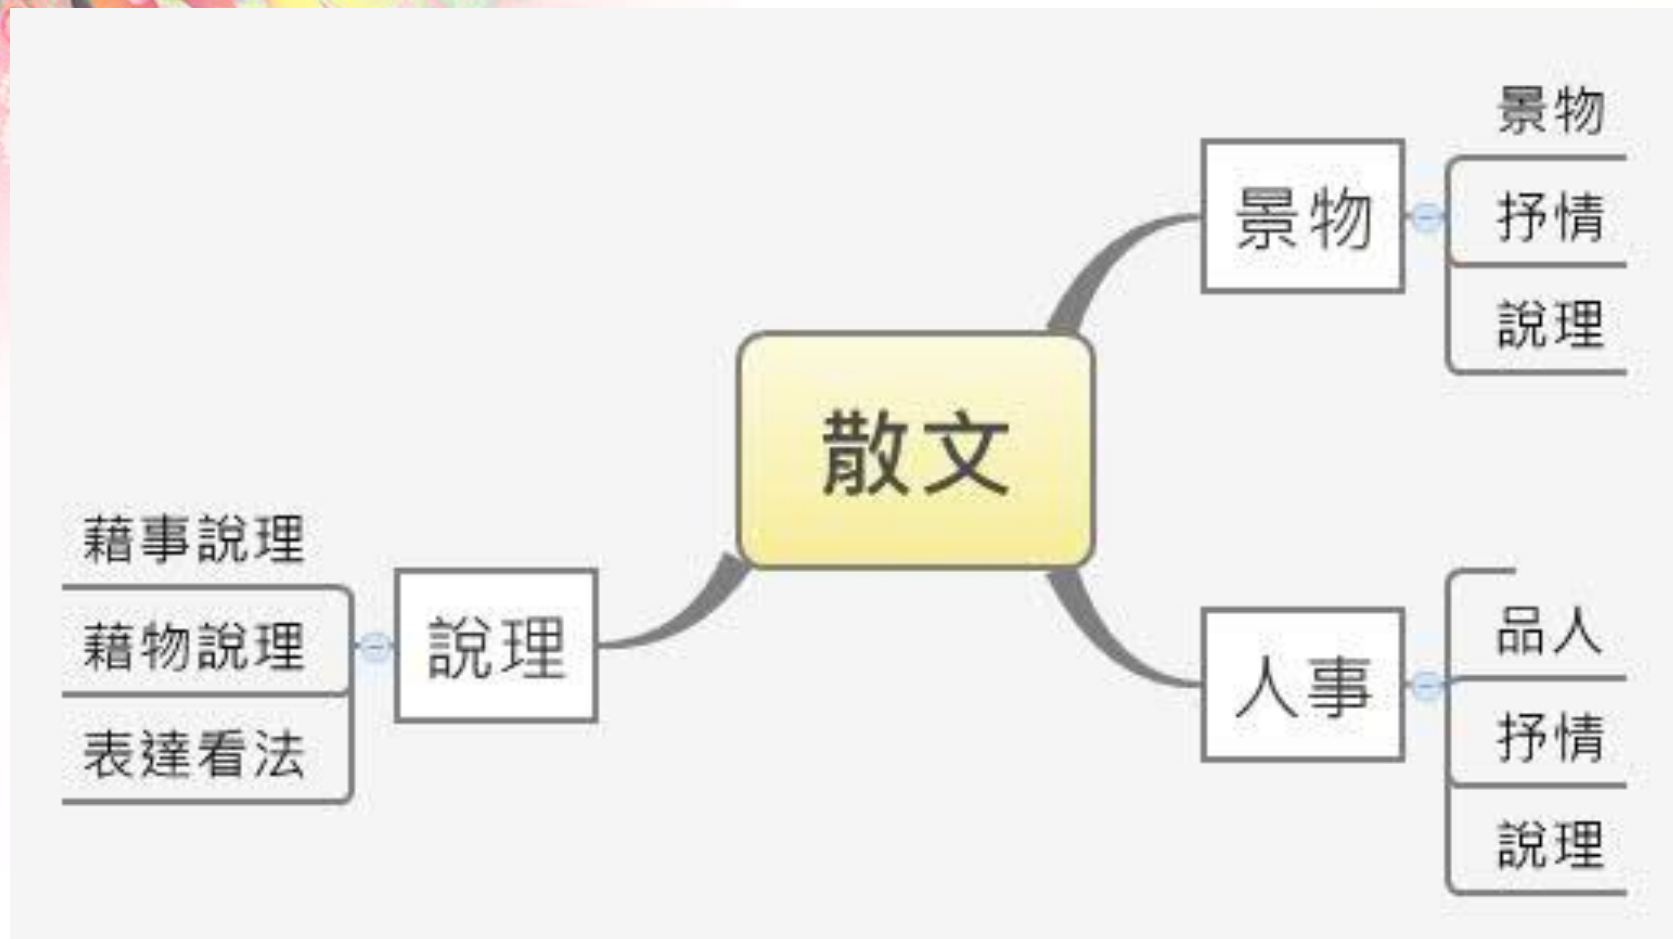 散文
景物
景物
抒情
說理
人事
品人
抒情
說理
說理
藉事說理
藉物說理
表達看法